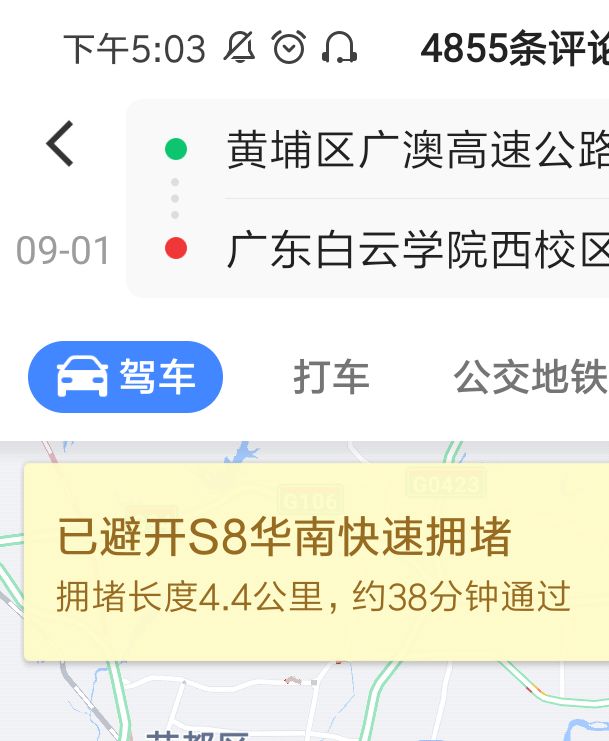 下午5:03
4855条评论
黄埔区广澳高速公路
09-01
广东白云学院西校区
驾车
打车
公交地铁
G0423
G106
已避开S8华南快速拥堵
拥堵长度4.4公里，约38分钟通过
花都区